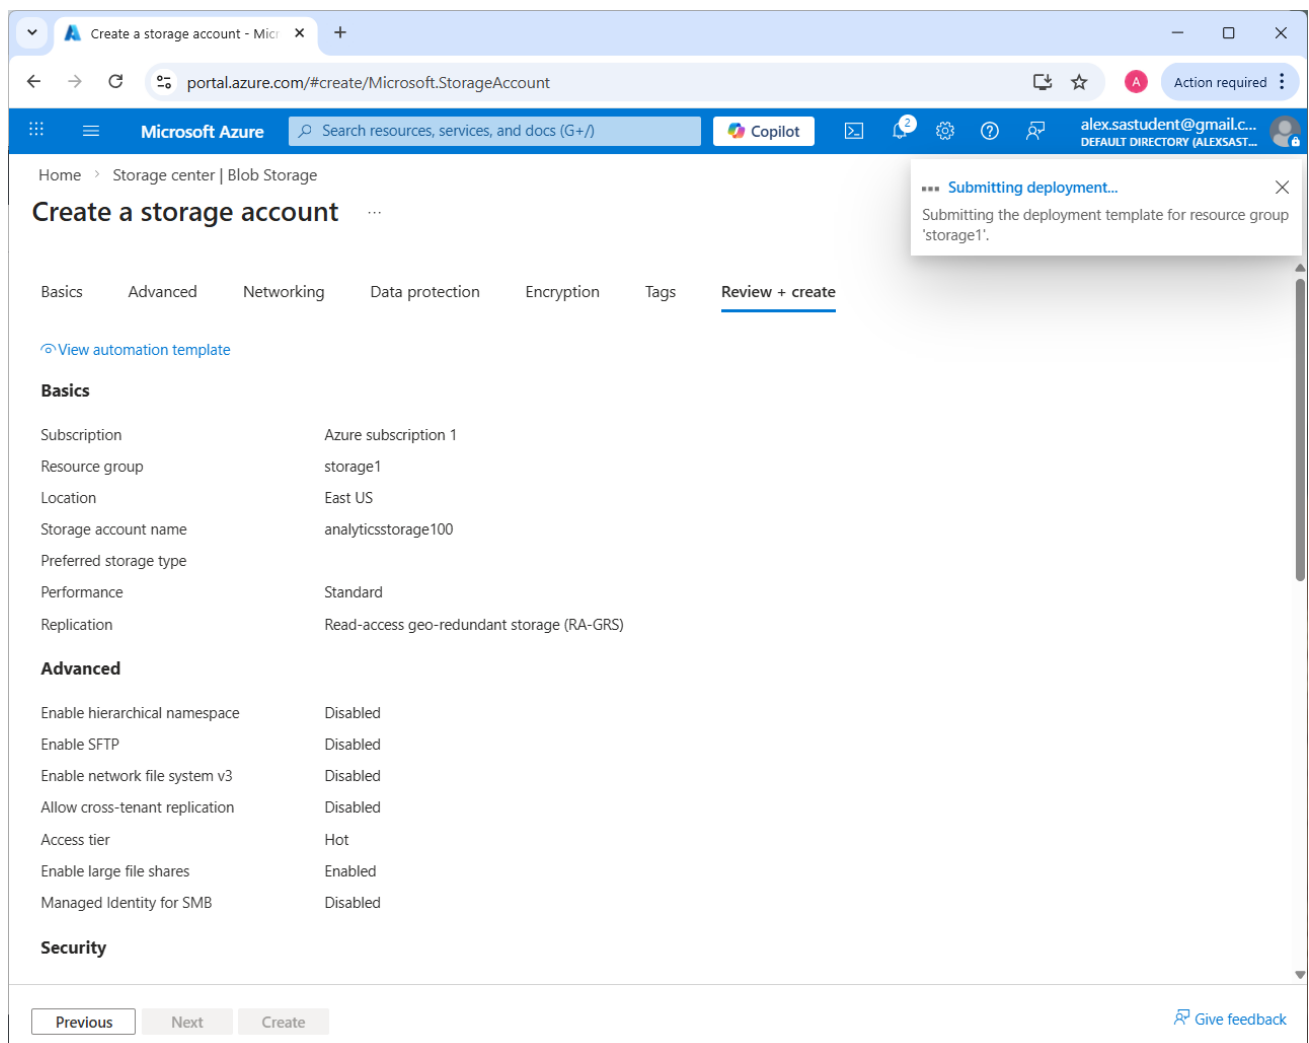 Create a storage account - Micr
portal.azure.com/#create/Microsoft.StorageAccount
A
Action required
Microsoft Azure
Search resources, services, and docs (G+/)
Copilot
2
alex.sastudent@gmail.c...
DEFAULT DIRECTORY (ALEXSAST...
Home > Storage center | Blob Storage
Create a storage account ...
Submitting deployment...
Submitting the deployment template for resource group
'storage1'.
Basics Advanced Networking Data protection Encryption Tags Review + create
View automation template
Basics
Subscription Azure subscription 1
Resource group storage1
Location East US
Storage account name analyticsstorage100
Preferred storage type
Performance Standard
Replication Read-access geo-redundant storage (RA-GRS)
Advanced
Enable hierarchical namespace Disabled
Enable SFTP Disabled
Enable network file system v3 Disabled
Allow cross-tenant replication Disabled
Access tier Hot
Enable large file shares Enabled
Managed Identity for SMB Disabled
Security
Previous Next Create
Give feedback